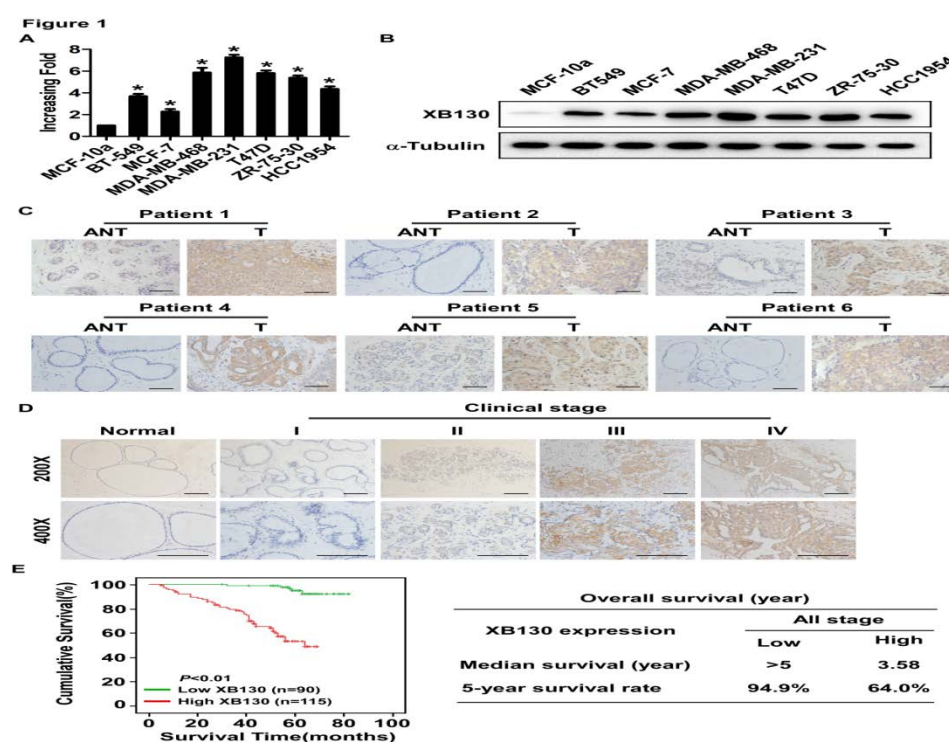 Figure 1
A
Increasing Fold
8
6
4
2
0
* * * * * * *
MCF-10a
BT-549
MCF-7
MDA-MB-468
MDA-MB-231
T47D
ZR-75-30
HCC1954
B
MCF-10a
BT549
MCF-7
MDA-MB-468
MDA-MB-231
T47D
ZR-75-30
HCC1954
XB130
α-Tubulin
C
Patient 1 Patient 2 Patient 3
ANT T ANT T ANT T
Patient 4 Patient 5 Patient 6
ANT T ANT T ANT T
D
Clinical stage
Normal I II III IV
200X
400X
E
Cumulative Survival(%)
100
80
60
40
20
0
P<0.01
Low XB130 (n=90)
High XB130 (n=115)
0 20 40 60 80 100
Survival Time(months)
Overall survival (year)
XB130 expression
All stage
Low High
Median survival (year) >5 3.58
5-year survival rate 94.9% 64.0%